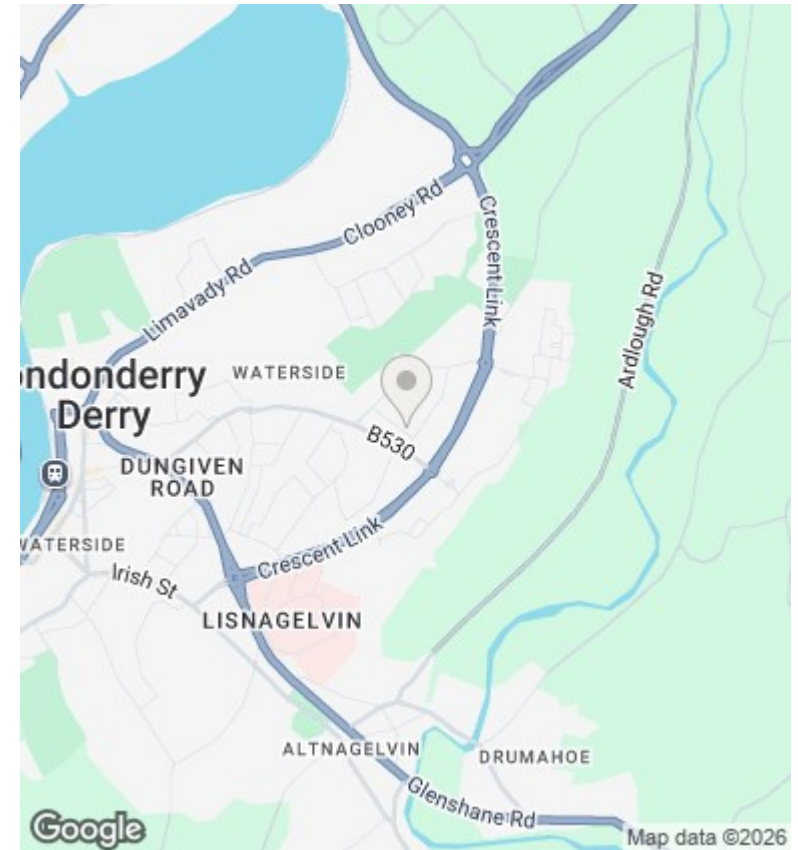 Clooney Rd
Crescent Link
Limavady Rd
Ardlough Rd
ondonderry
Derry
WATERSIDE
B530
DUNGIVEN
ROAD
WATERSIDE
Crescent Link
Irish St
LISNAGELVIN
ALTNAGELVIN
DRUMAHOE
Glenshane Rd
Google
Map data ©2026